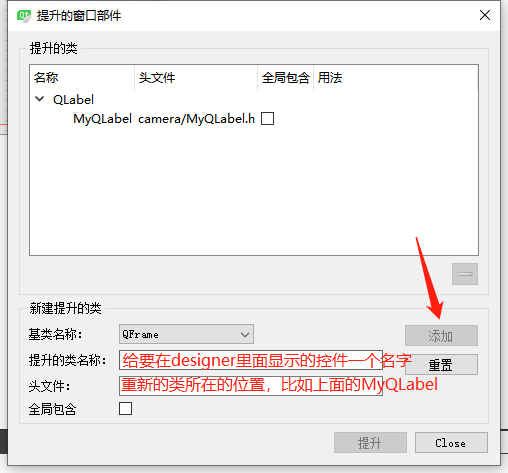 提升的窗口部件
提升的类
名称 头文件 全局包含 用法
QLabel
MyQLabel camera/MyQLabel.h
新建提升的类
基类名称: QFrame 添加
提升的类名称: 给要在designer里面显示的控件一个名字 重置
头文件: 重新的类所在的位置，比如上面的MyQLabel
全局包含
提升 Close